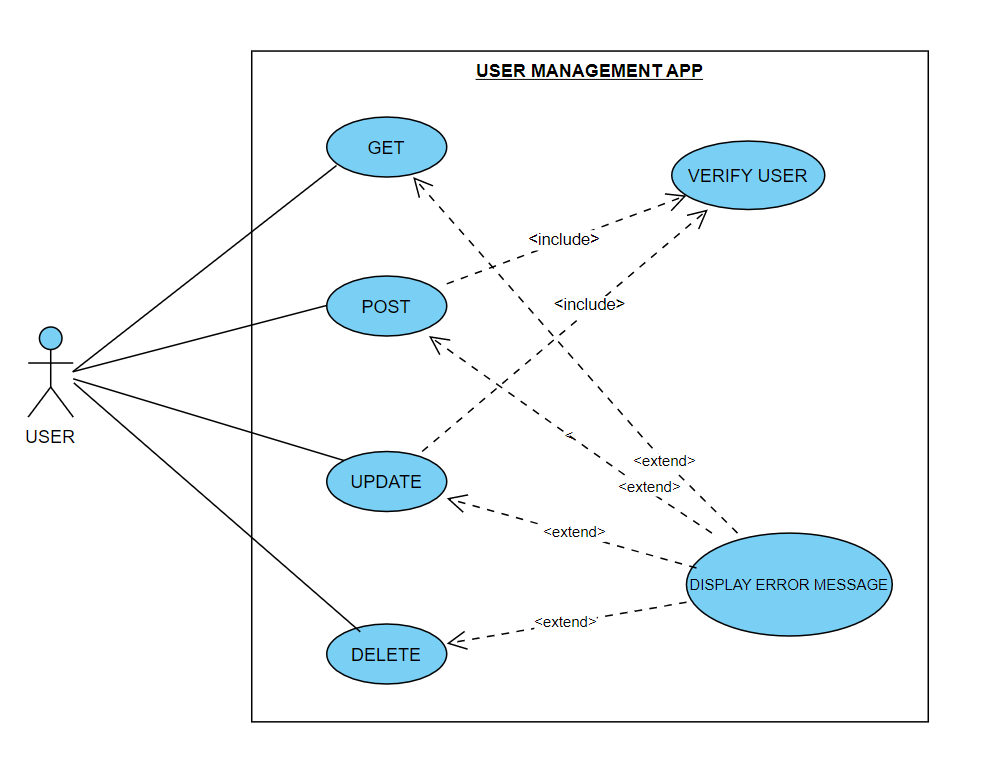 USER MANAGEMENT APP
GET
VERIFY USER
<include>
POST
<include>
USER
<
<extend>
UPDATE
<extend>
<extend>
DISPLAY ERROR MESSAGE
<extend>
DELETE